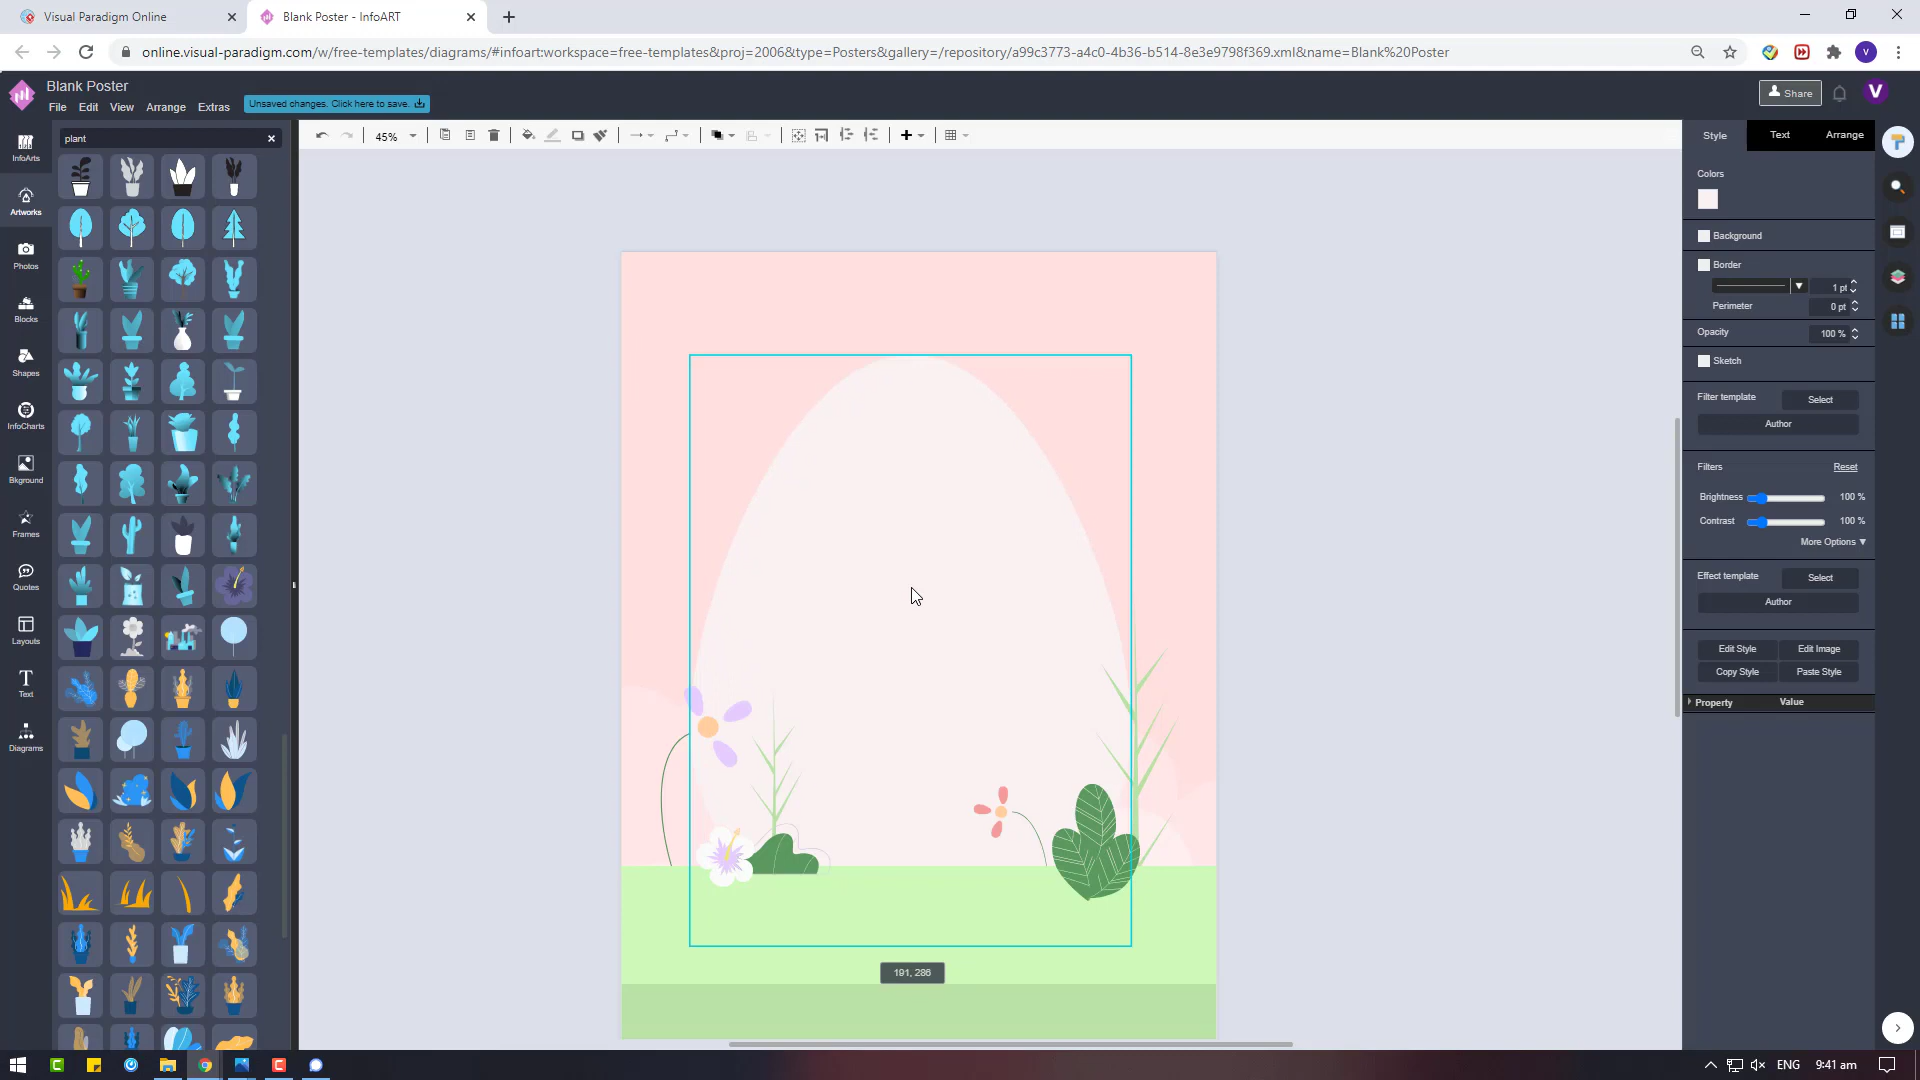 Visual Paradigm Online
Blank Poster - InfoART
online.visual-paradigm.com/w/free-templates/diagrams/#infoart:workspace=free-templates&proj=2006&type=Posters&gallery=/repository/a99c3773-a4c0-4b36-b514-8e3e9798f369.xml&name=Blank%20Poster
V
Blank Poster
File
Edit
View
Arrange
Extras
Unsaved changes. Click here to save.
Share
V
plant
45%
Style
Text
Arrange
InfoArts
Artworks
Photos
Blocks
Shapes
InfoCharts
Bkground
Frames
Quotes
Layouts
Text
Diagrams
191, 286
Colors
Background
Border
1 pt
Perimeter
0 pt
Opacity
100 %
Sketch
Filter template
Select
Author
Filters
Reset
Brightness
100 %
Contrast
100 %
More Options ▼
Effect template
Select
Author
Edit Style
Edit Image
Copy Style
Paste Style
Property
Value
ENG
9:41 am